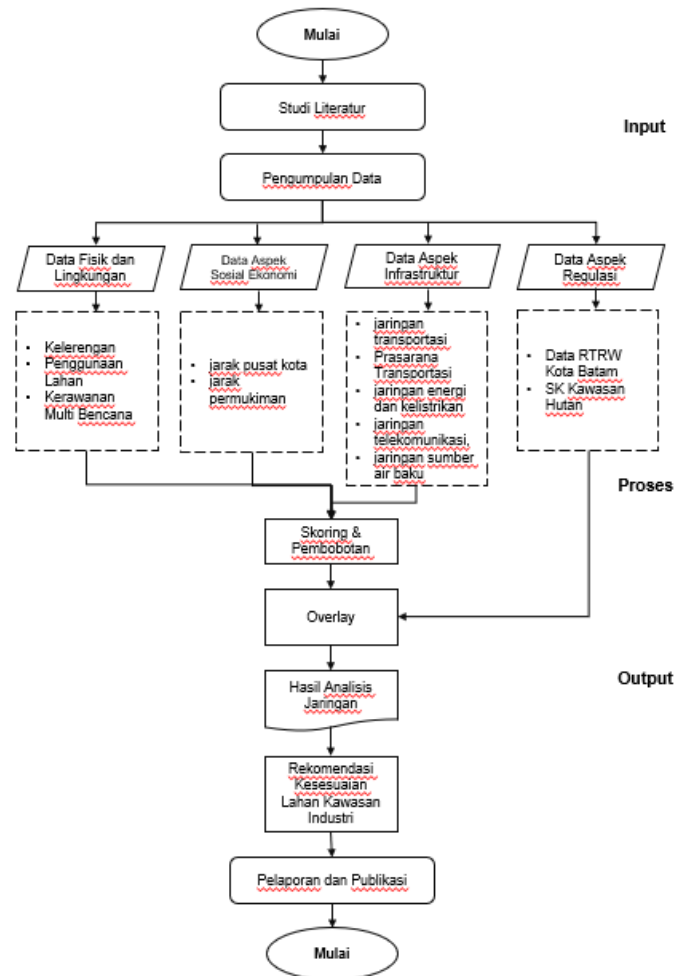 Mulai
Studi Literatur
Input
Pengumpulan Data
Data Fisik dan
Lingkungan
Data Aspek
Sosial Ekonomi
Data Aspek
Infrastruktur
Data Aspek
Regulasi
• Kelerengan
• Penggunaan
Lahan
• Kerawanan
Multi Bencana
• jarak pusat kota
• jarak
permukiman
• jaringan
transportasi
• Prasarana
Transportasi
• jaringan energi
dan kelistrikan
• jaringan
telekomunikasi,
• jaringan sumber
air baku
• Data RTRW
Kota Batam
• SK Kawasan
Hutan
Proses
Skoring &
Pembobotan
Overlay
Output
Hasil Analisis
Jaringan
Rekomendasi
Kesesuaian
Lahan Kawasan
Industri
Pelaporan dan Publikasi
Mulai